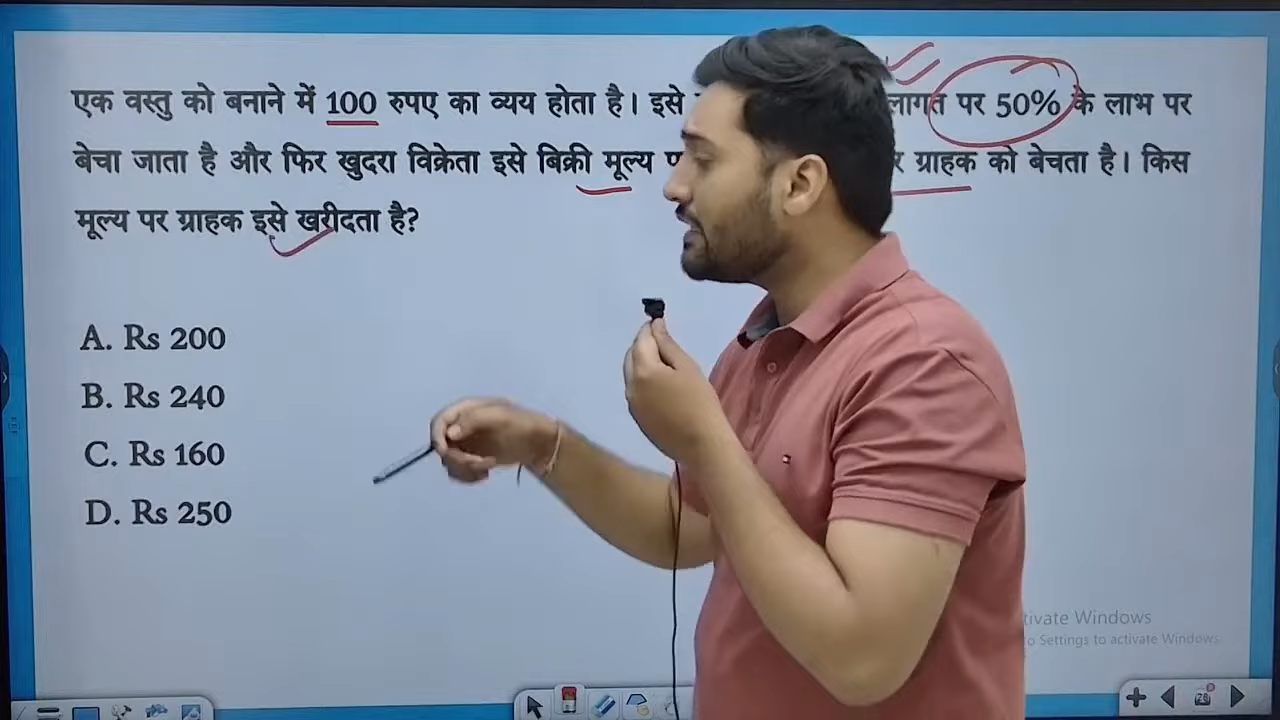 एक वस्तु को बनाने में 100 रुपए का व्यय होता है। इसे लागत पर 50% के लाभ पर
बेचा जाता है और फिर खुदरा विक्रेता इसे बिक्री मूल्य ग्राहक को बेचता है। किस
मूल्य पर ग्राहक इसे खरीदता है?
A. Rs 200
B. Rs 240
C. Rs 160
D. Rs 250
Windows
to Settings to activate Windows.
28